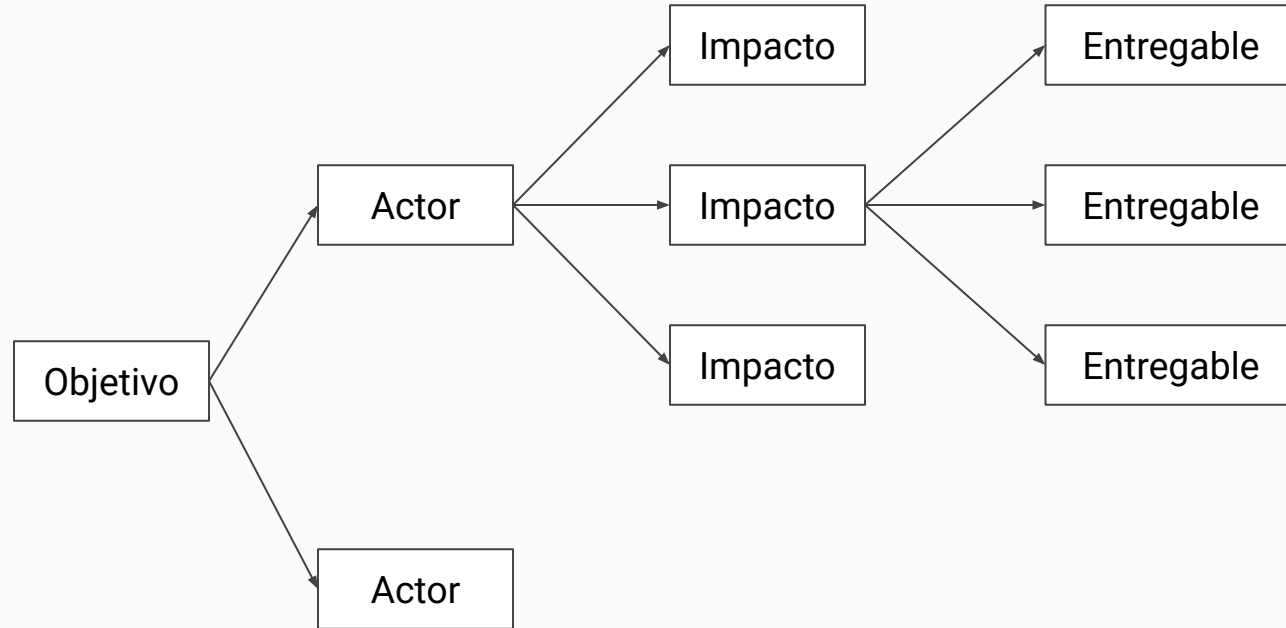 Impacto
Entregable
Actor
Impacto
Entregable
Impacto
Entregable
Objetivo
Actor